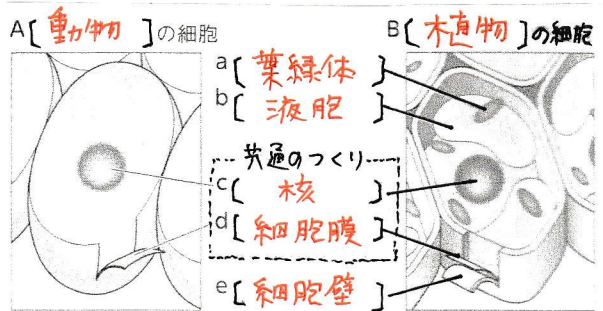 A[動物]の細胞
B[植物]の細胞
a[葉緑体]
b[液胞]
共通のつくり
c[核]
d[細胞膜]
e[細胞壁]